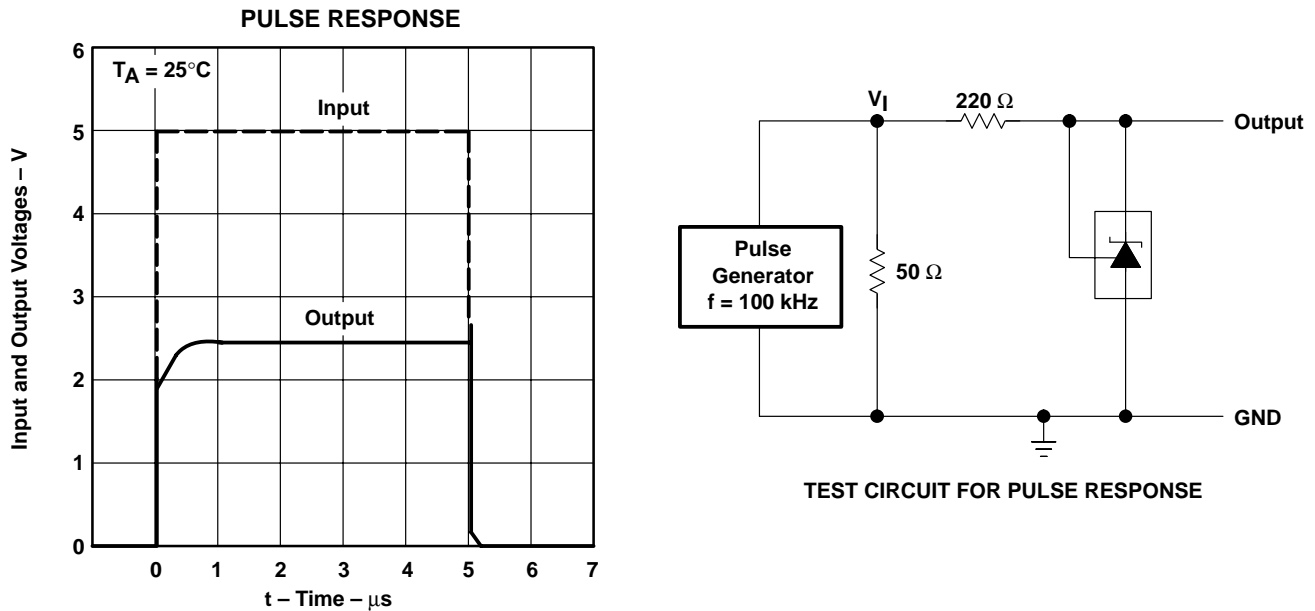 PULSE RESPONSE
6
5
4
3
2
1
0
Input and Output Voltages – V
TA = 25°C
Input
Output
0 1 2 3 4 5 6 7
t – Time – μs
VI
220 Ω
Output
Pulse
Generator
f = 100 kHz
50 Ω
GND
TEST CIRCUIT FOR PULSE RESPONSE